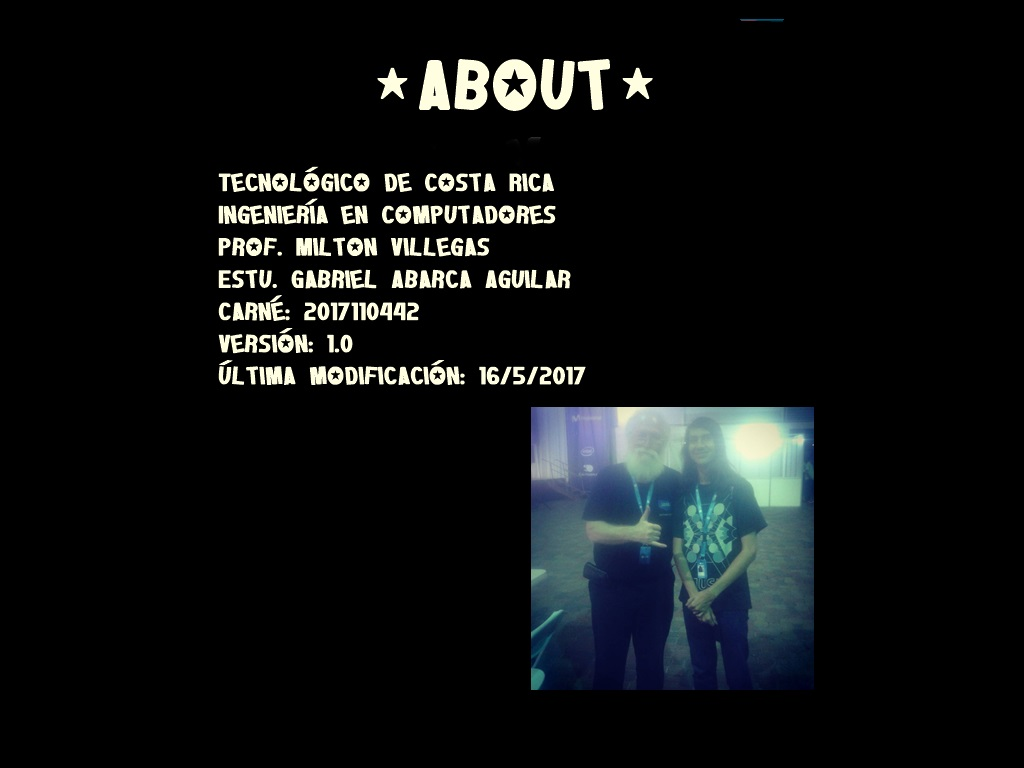 ABOUT
TECNOLÓGICO DE COSTA RICA
INGENIERÍA EN COMPUTADORES
PROF. MILTON VILLEGAS
ESTU. GABRIEL ABARCA AGUILAR
CARNÉ: 2017110442
VERSIÓN: 1.0
ÚLTIMA MODIFICACIÓN: 16/5/2017